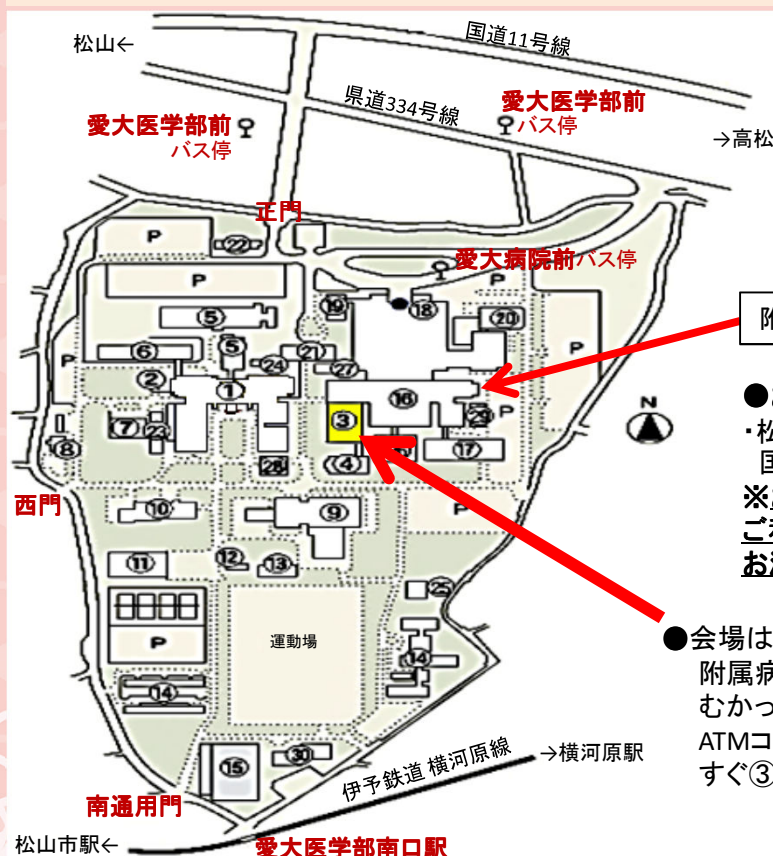 国道11号線
松山←
県道334号線
愛大医学部前
バス停
愛大医学部前
バス停
→高松
正門
P
㉒
愛大病院前バス停
P
⑤
⑲
⑱
⑳
⑥
⑤
㉑
P
P
②
㉔
㉗
附
①
⑯
N
●
・松
国
③
㉙
P
⑦
㉓
⑧
④
⑰
㉘
西門
⑩
⑨
P
お
●会場は
附属病
むかっ
ATMコ
すぐ③
⑪
⑫
⑬
㉕
P
運動場
⑭
⑭
⑮
㉚
伊予鉄道 横河原線
→横河原駅
南通用門
松山市駅←
愛大医学部南口駅